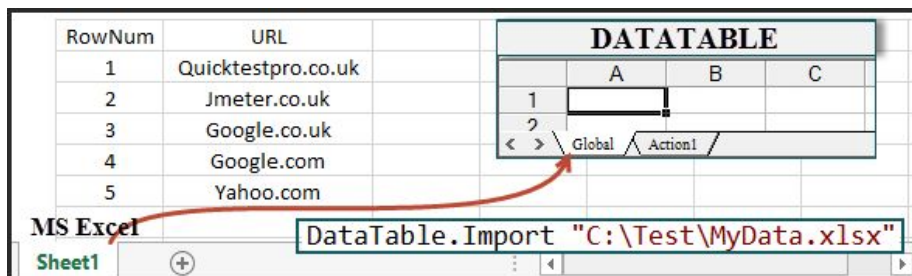 RowNum URL
1 Quicktestpro.co.uk
2 Jmeter.co.uk
3 Google.co.uk
4 Google.com
5 Yahoo.com
DATATABLE
A B C
1
2
< > Global Action1
MS Excel
DataTable.Import "C:\Test\MyData.xlsx"
Sheet1